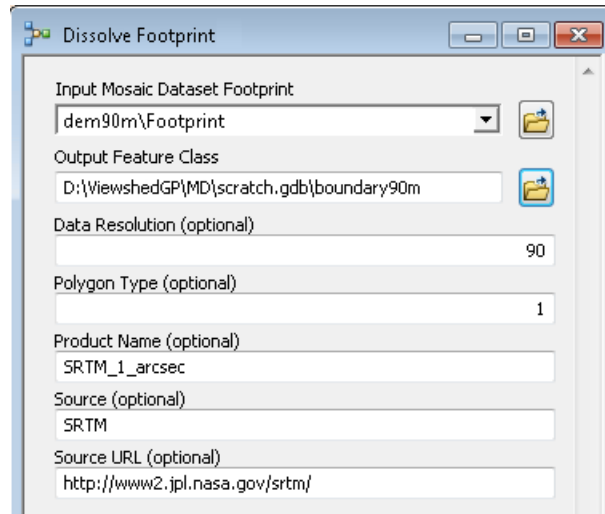 Dissolve Footprint
Input Mosaic Dataset Footprint
dem90m\Footprint
Output Feature Class
D:\ViewshedGP\MD\scratch.gdb\boundary90m
Data Resolution (optional)
90
Polygon Type (optional)
1
Product Name (optional)
SRTM_1_arcsec
Source (optional)
SRTM
Source URL (optional)
http://www2.jpl.nasa.gov/srtm/